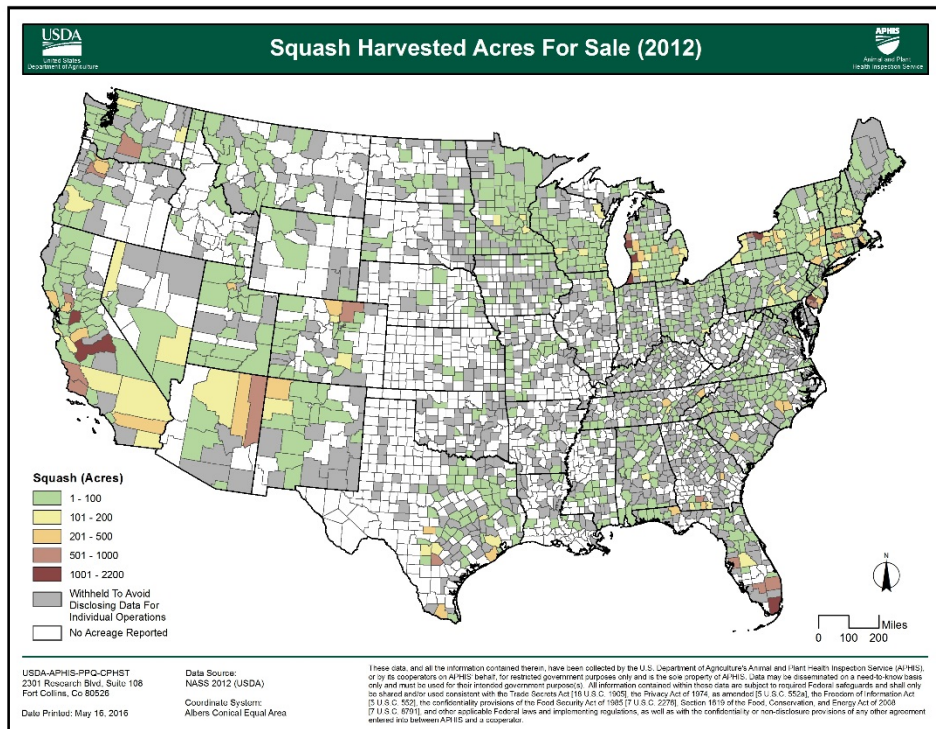 USDA
United States
Department of Agriculture
Squash Harvested Acres For Sale (2012)
APHIS
Animal and Plant
Health Inspection Service
Squash (Acres)
1 - 100
101 - 200
201 - 500
501 - 1000
1001 - 2200
Withheld To Avoid
Disclosing Data For
Individual Operations
No Acreage Reported
N
Miles
0 100 200
USDA-APHIS-PPQ-CPHST
2301 Research Blvd, Suite 108
Fort Collins, Co 80526
Date Printed: May 16, 2016
Data Source:
NASS 2012 (USDA)
Coordinate System:
Albers Conical Equal Area
These data, and all the information contained therein, have been collected by the U.S. Department of Agriculture's Animal and Plant Health Inspection Service (APHIS),
or by its cooperators on APHIS' behalf, for restricted government purposes only and is the sole property of APHIS. Data may be disseminated on a need-to-know basis
only and must be used for their intended government purpose(s). All information contained within these data are subject to required Federal safeguards and shall only
be shared and/or used consistent with the Trade Secrets Act [18 U.S.C. 1905], the Privacy Act of 1974, as amended [5 U.S.C. 552a], the Freedom of Information Act
[5 U.S.C. 552], the confidentiality provisions of the Food Security Act of 1985 [7 U.S.C. 2276], Section 1619 of the Food, Conservation, and Energy Act of 2008
[7 U.S.C. 8791], and other applicable Federal laws and implementing regulations, as well as with the confidentiality or non-disclosure provisions of any other agreement
entered into between APHIS and a cooperator.